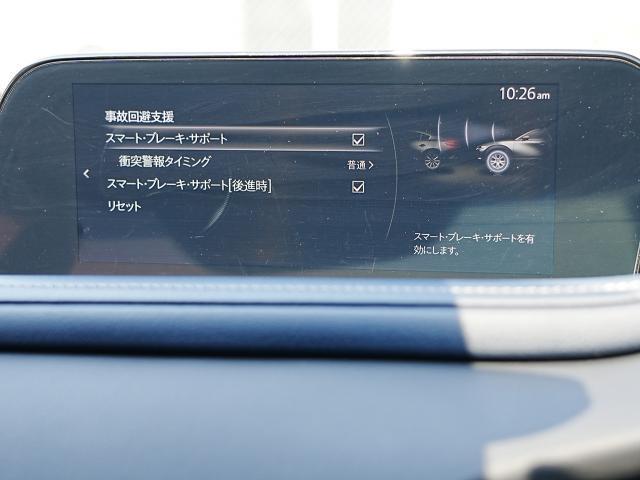 10:26am
事故回避支援
スマート・ブレーキ・サポート
衝突警報タイミング
普通
スマート・ブレーキ・サポート[後進時]
リセット
スマート・ブレーキ・サポートを有
効にします。